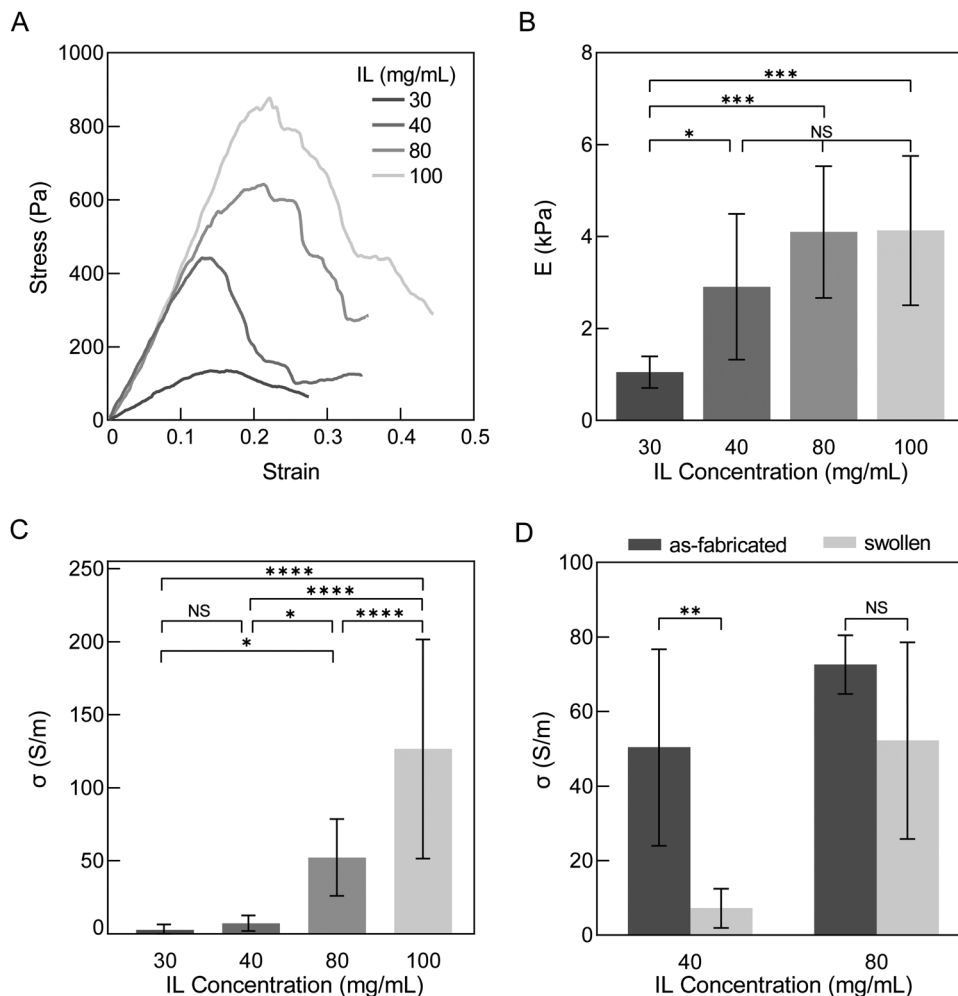 A
1000
800
600
400
200
0
Stress (Pa)
IL (mg/mL)
30
40
80
100
0 0.1 0.2 0.3 0.4 0.5
Strain
B
8
6
4
2
0
E (kPa)
***
***
* NS
30 40 80 100
IL Concentration (mg/mL)
C
250
200
150
100
50
0
σ (S/m)
****
****
NS * ****
*
30 40 80 100
IL Concentration (mg/mL)
D
as-fabricated swollen
100
80
60
40
20
0
σ (S/m)
** NS
40 80
IL Concentration (mg/mL)